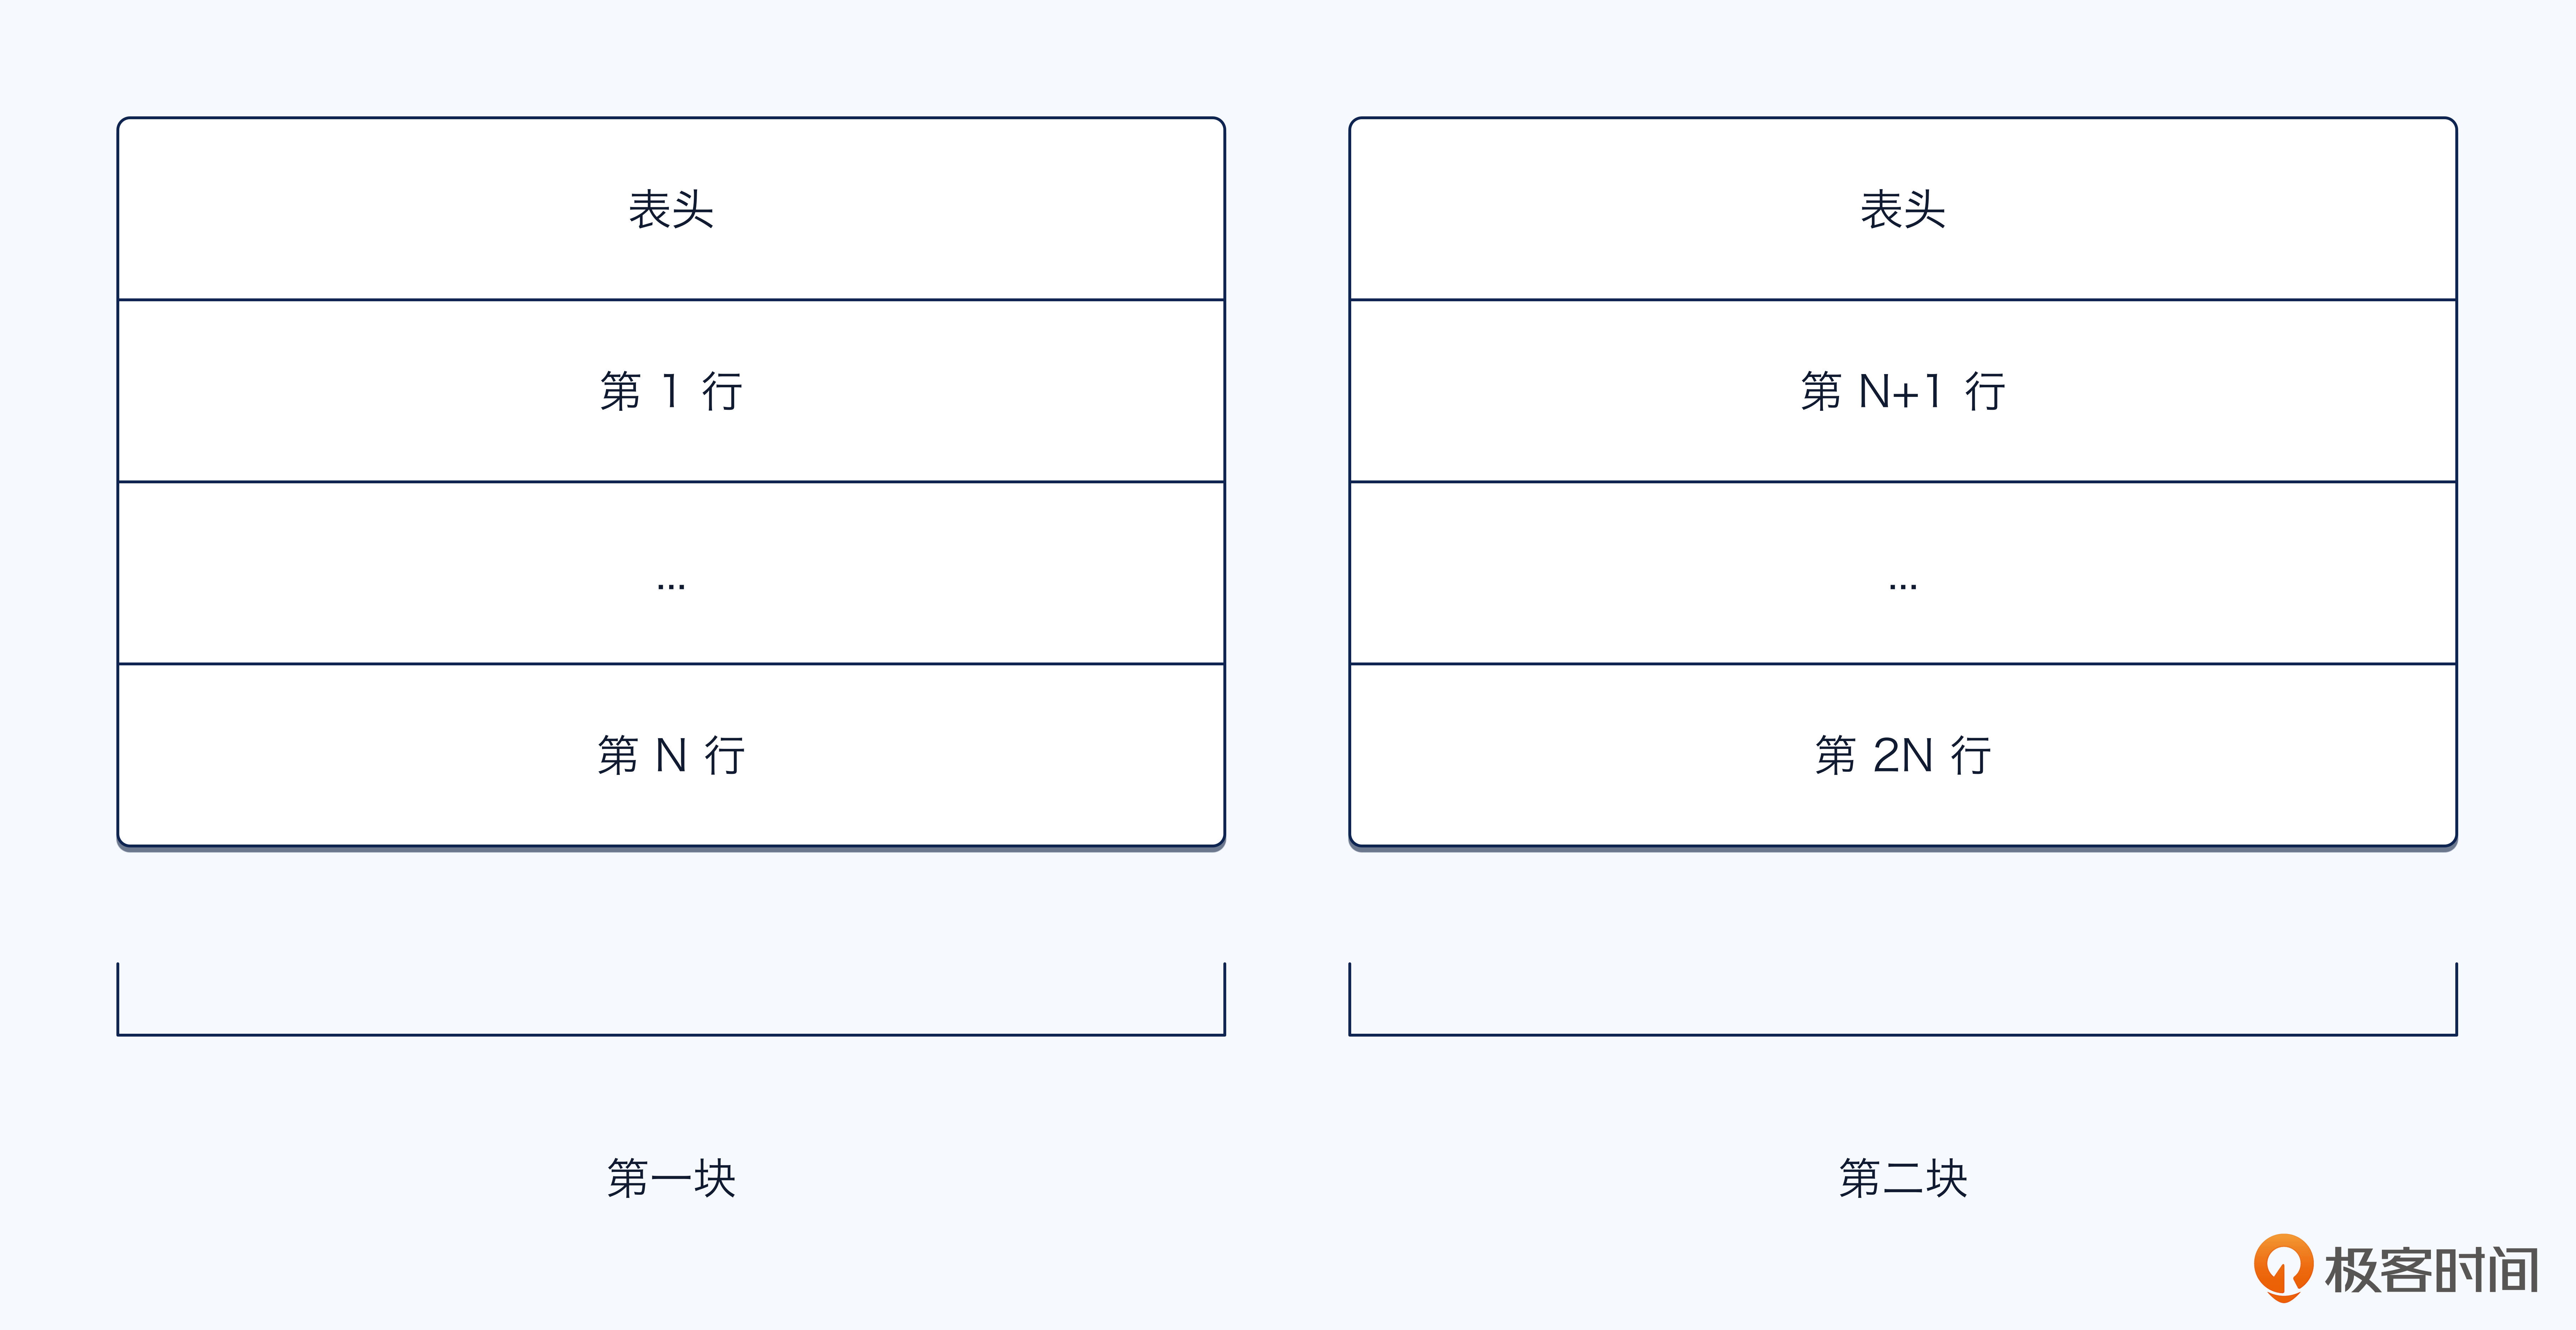 表头
第 1 行
...
第 N 行
第一块
表头
第 N+1 行
...
第 2N 行
第二块
极客时间